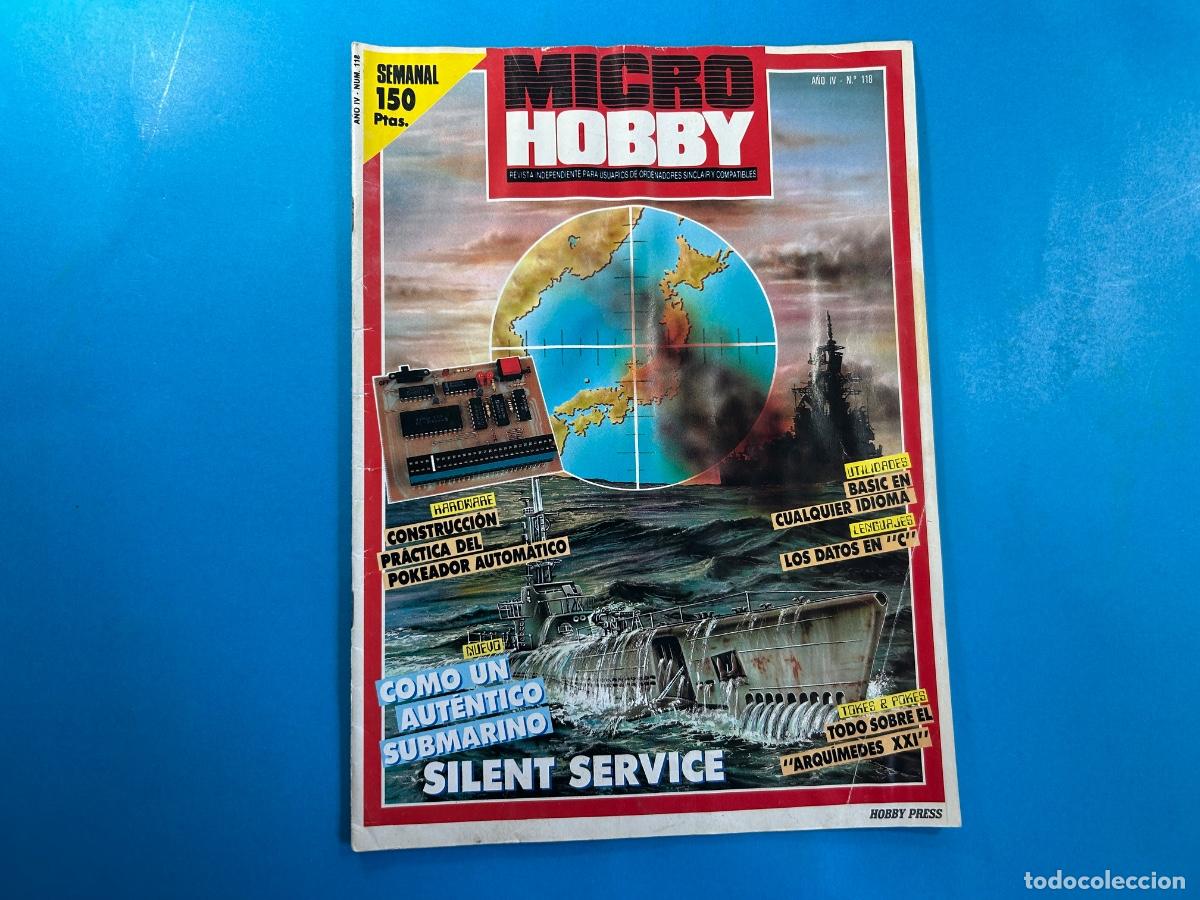 AÑO IV - NUM. 118
SEMANAL
150
Ptas.
MICRO
HOBBY
REVISTA INDEPENDIENTE PARA USUARIOS DE ORDENADORES SINCLAIR Y COMPATIBLES
AÑO IV - N.º 118
HARDWARE
CONSTRUCCIÓN
PRÁCTICA DEL
POKEADOR AUTOMÁTICO
UTILIDADES
BASIC EN
CUALQUIER IDIOMA
LENGUAJES
LOS DATOS EN "C"
NUEVO
COMO UN
AUTÉNTICO
SUBMARINO
SILENT SERVICE
TOKES & POKES
TODO SOBRE EL
"ARQUÍMEDES XXI"
HOBBY PRESS
todocoleccion